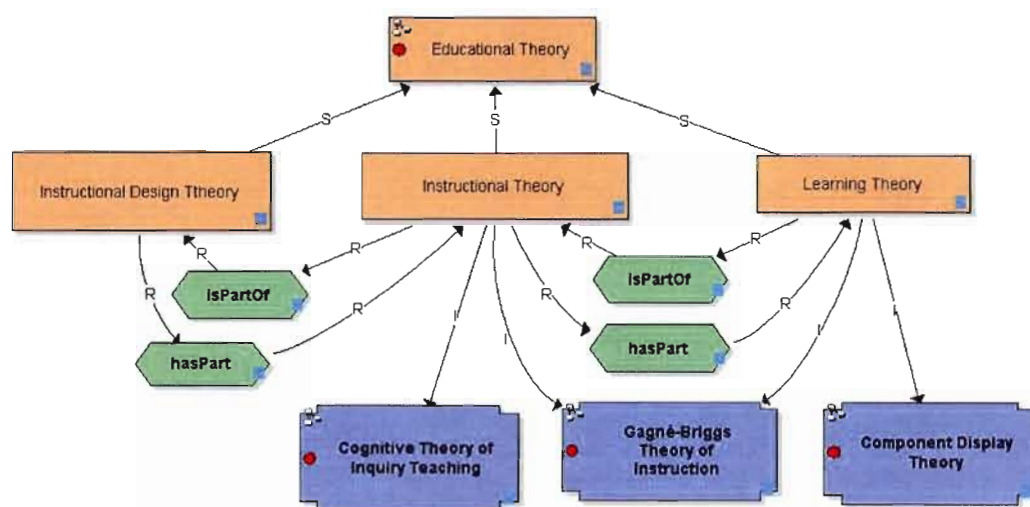 Educational Theory
S
S
S
Instructional Design Ttheory
Instructional Theory
Learning Theory
R
R
R
R
isPartOf
isPartOf
R
R
R
R
hasPart
hasPart
I
I
I
I
Cognitive Theory of
Inquiry Teaching
Gagné-Briggs
Theory of
Instruction
Component Display
Theory